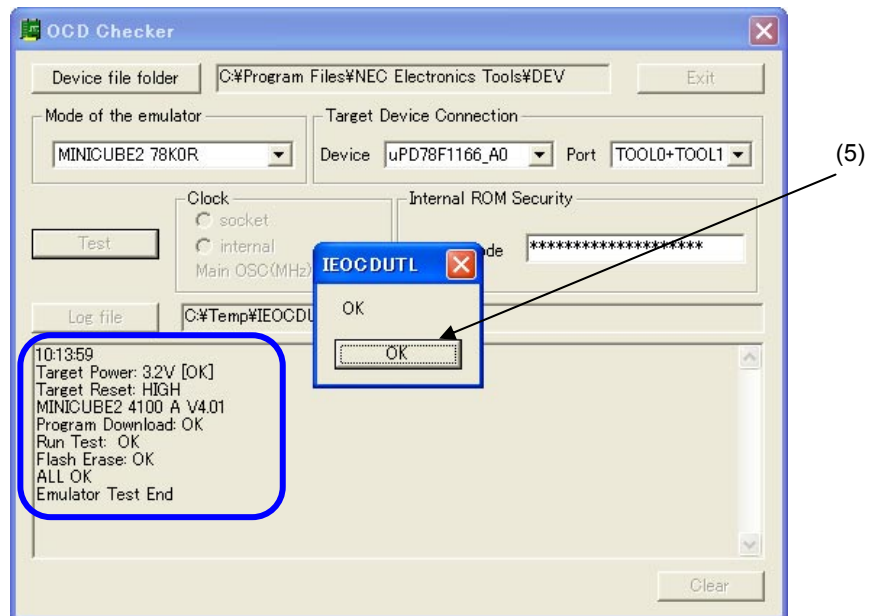 OCD Checker
Device file folder C:¥Program Files¥NEC Electronics Tools¥DEV Exit
Mode of the emulator Target Device Connection
MINICUBE2 78K0R Device uPD78F1166_A0 Port TOOL0+TOOL1
(5)
Clock Internal ROM Security
socket
Test internal ode ********************
Main OSC(MHz)
IEOCDUTL
OK
OK
Log file C:¥Temp¥IEOCDU
10:13:59
Target Power: 3.2V [OK]
Target Reset: HIGH
MINICUBE2 4100 A V4.01
Program Download: OK
Run Test: OK
Flash Erase: OK
ALL OK
Emulator Test End
Clear